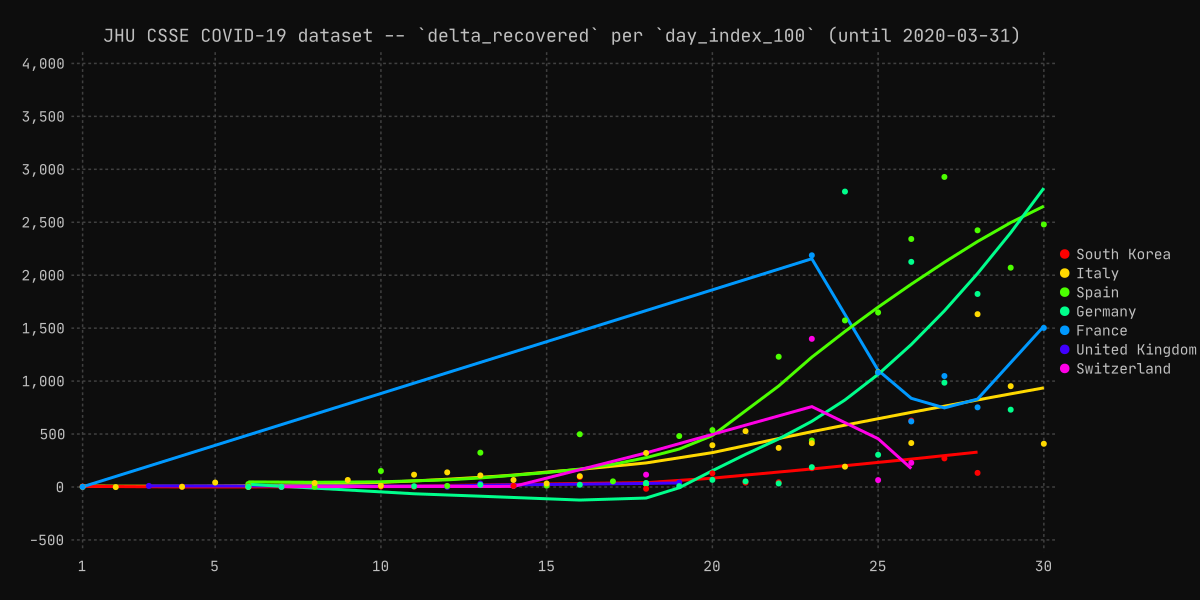 JHU CSSE COVID-19 dataset -- `delta_recovered` per `day_index_100` (until 2020-03-31)
4,000
3,500
3,000
2,500
2,000
1,500
1,000
500
0
-500
1 5 10 15 20 25 30
South Korea
Italy
Spain
Germany
France
United Kingdom
Switzerland